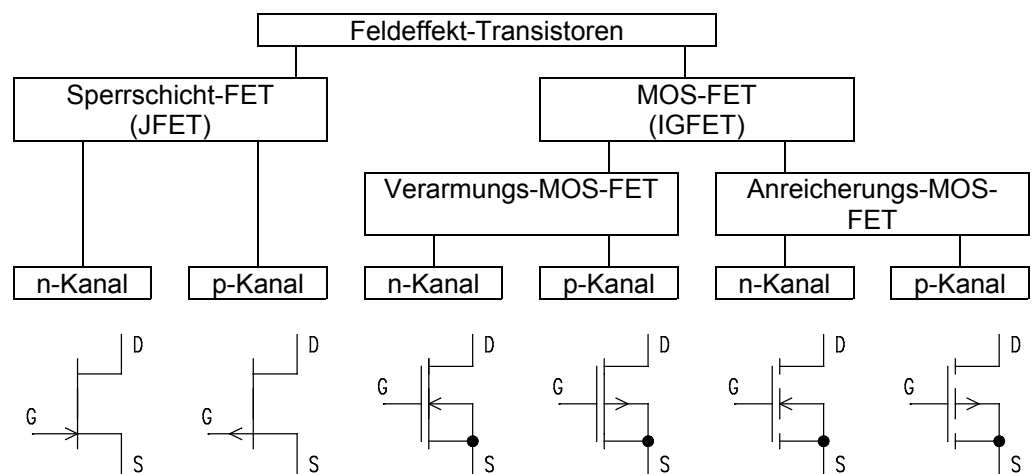 Feldeffekt-Transistoren
Sperrschicht-FET
(JFET)
MOS-FET
(IGFET)
Verarmungs-MOS-FET
Anreicherungs-MOS-
FET
n-Kanal
p-Kanal
n-Kanal
p-Kanal
n-Kanal
p-Kanal
D
D
D
D
D
D
G
G
G
G
G
G
S
S
S
S
S
S